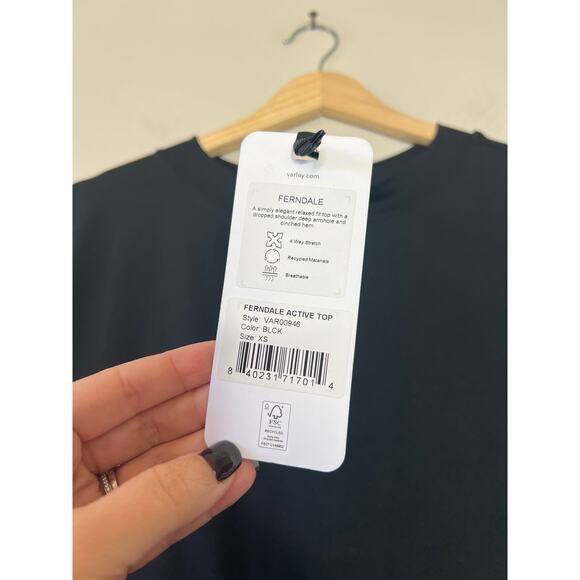 varley.com
FERNDALE
A simply elegant relaxed fit top with a
dropped shoulder,deep armhole and
cinched hem.
4 Way Stretch
Recycled Materials
Breathable
FERNDALE ACTIVE TOP
Style: VAR00946
Color: BLCK
Size: XS
8 40231 71701 4
FSC
RECYCLED